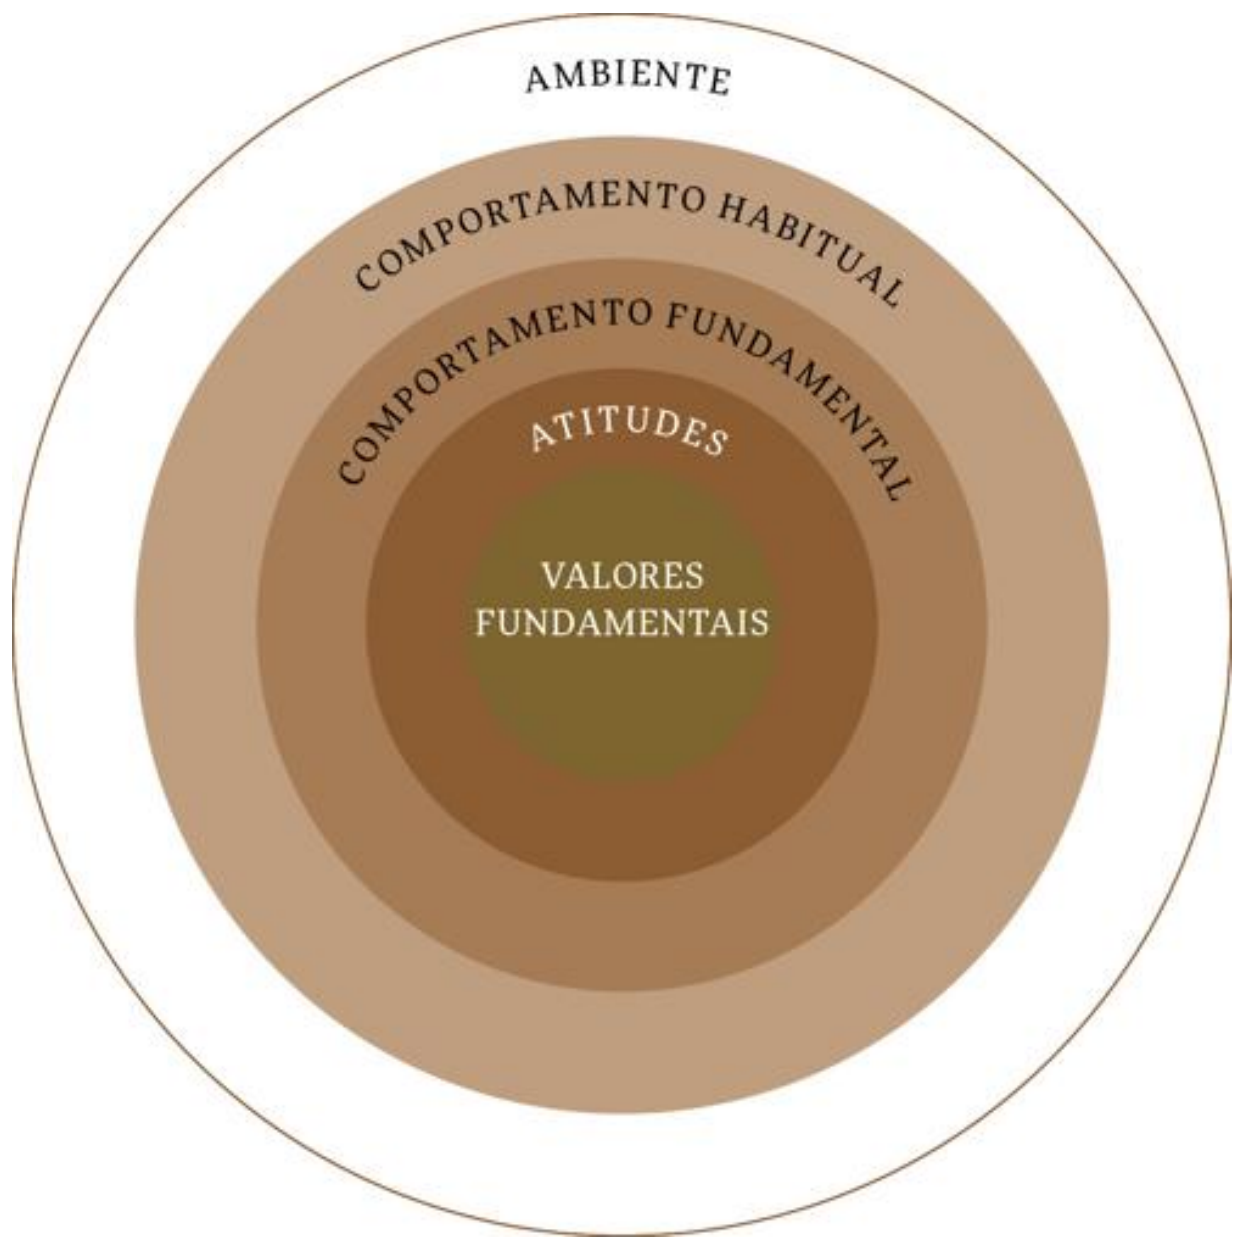 AMBIENTE
COMPORTAMENTO HABITUAL
COMPORTAMENTO FUNDAMENTAL
ATITUDES
VALORES
FUNDAMENTAIS